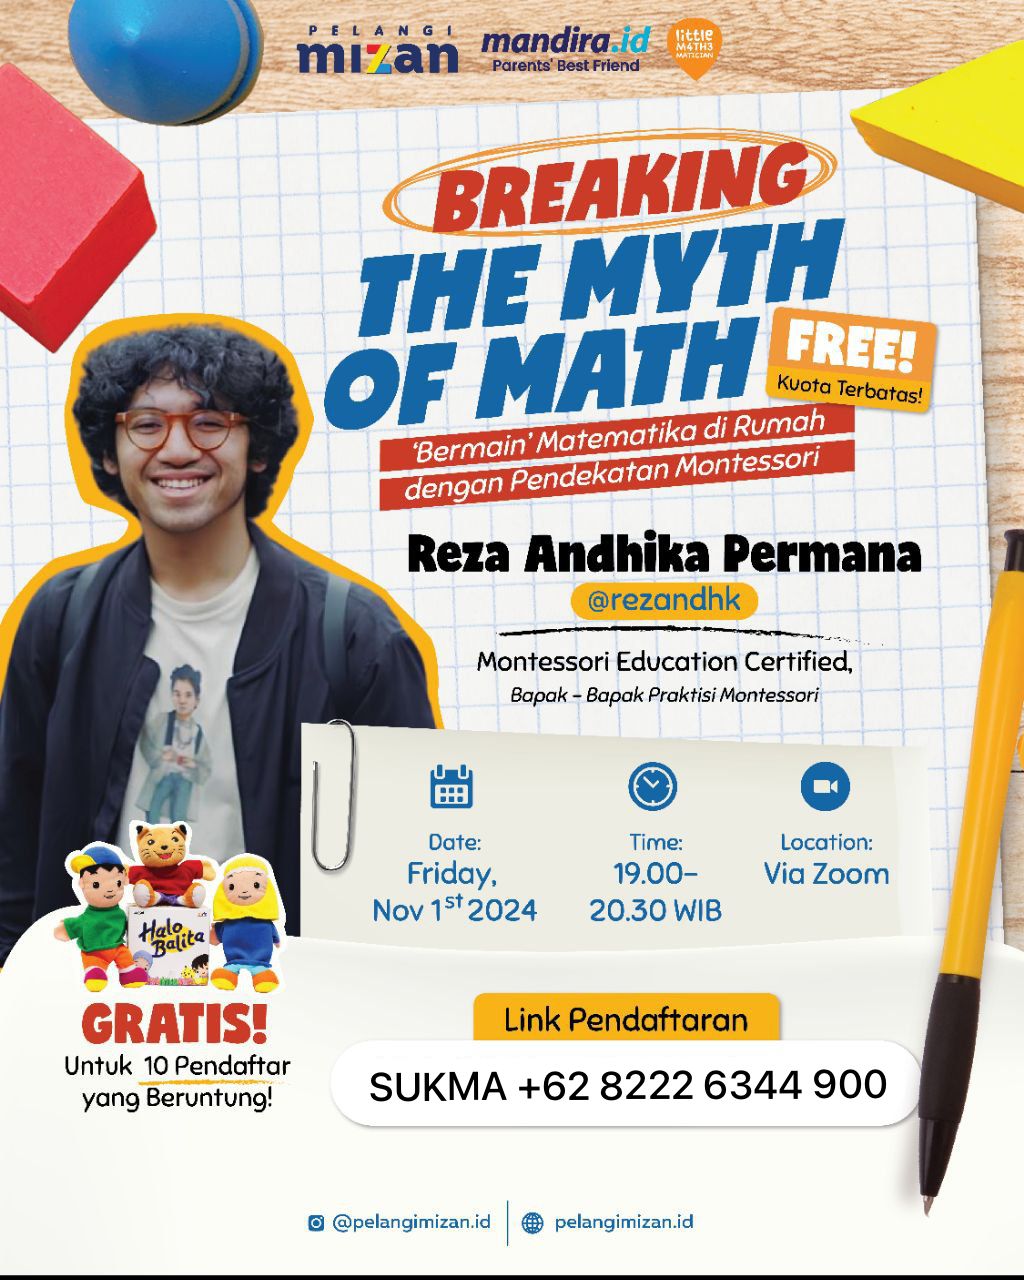 PELANGI
mizan
mandira.id
Parents' Best Friend
little
M4TH3
MATICIAN
BREAKING
THE MYTH
OF MATH
FREE!
Kuota Terbatas!
'Bermain' Matematika di Rumah
dengan Pendekatan Montessori
Reza Andhika Permana
@rezandhk
Montessori Education Certified,
Bapak - Bapak Praktisi Montessori
Date:
Friday,
Nov 1st 2024
Time:
19.00-
20.30 WIB
Location:
Via Zoom
Halo
Balita
GRATIS!
Untuk 10 Pendaftar
yang Beruntung!
Link Pendaftaran
SUKMA +62 8222 6344 900
@pelangimizan.id
pelangimizan.id